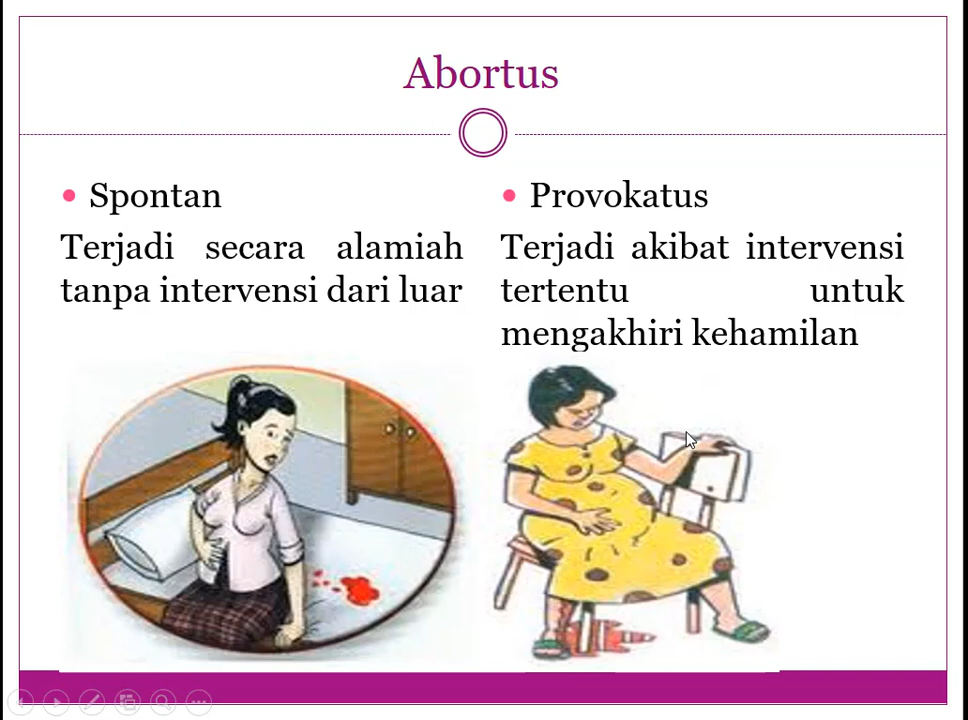 Abortus
Spontan
Terjadi secara alamiah
tanpa intervensi dari luar
Provokatus
Terjadi akibat intervensi
tertentu untuk
mengakhiri kehamilan